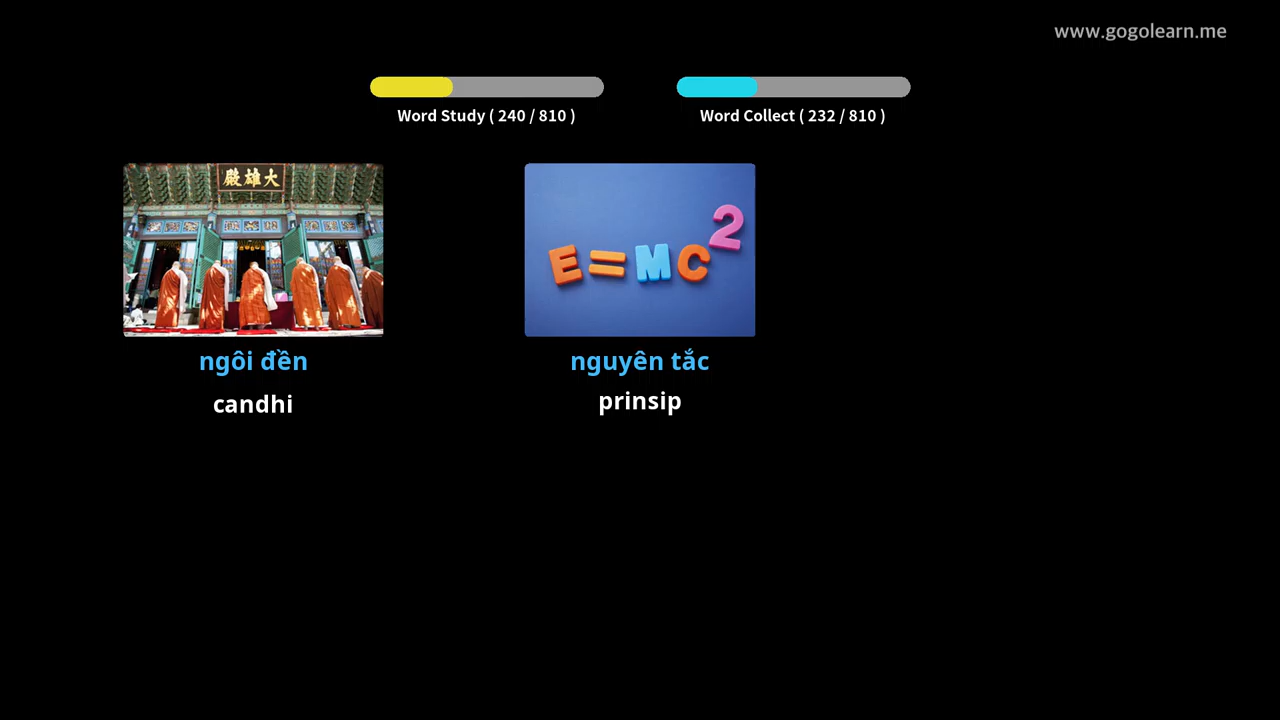 www.gogolearn.me
Word Study ( 240 / 810 )
Word Collect ( 232 / 810 )
殿雄大
E=MC2
ngôi đền
nguyên tắc
candhi
prinsip